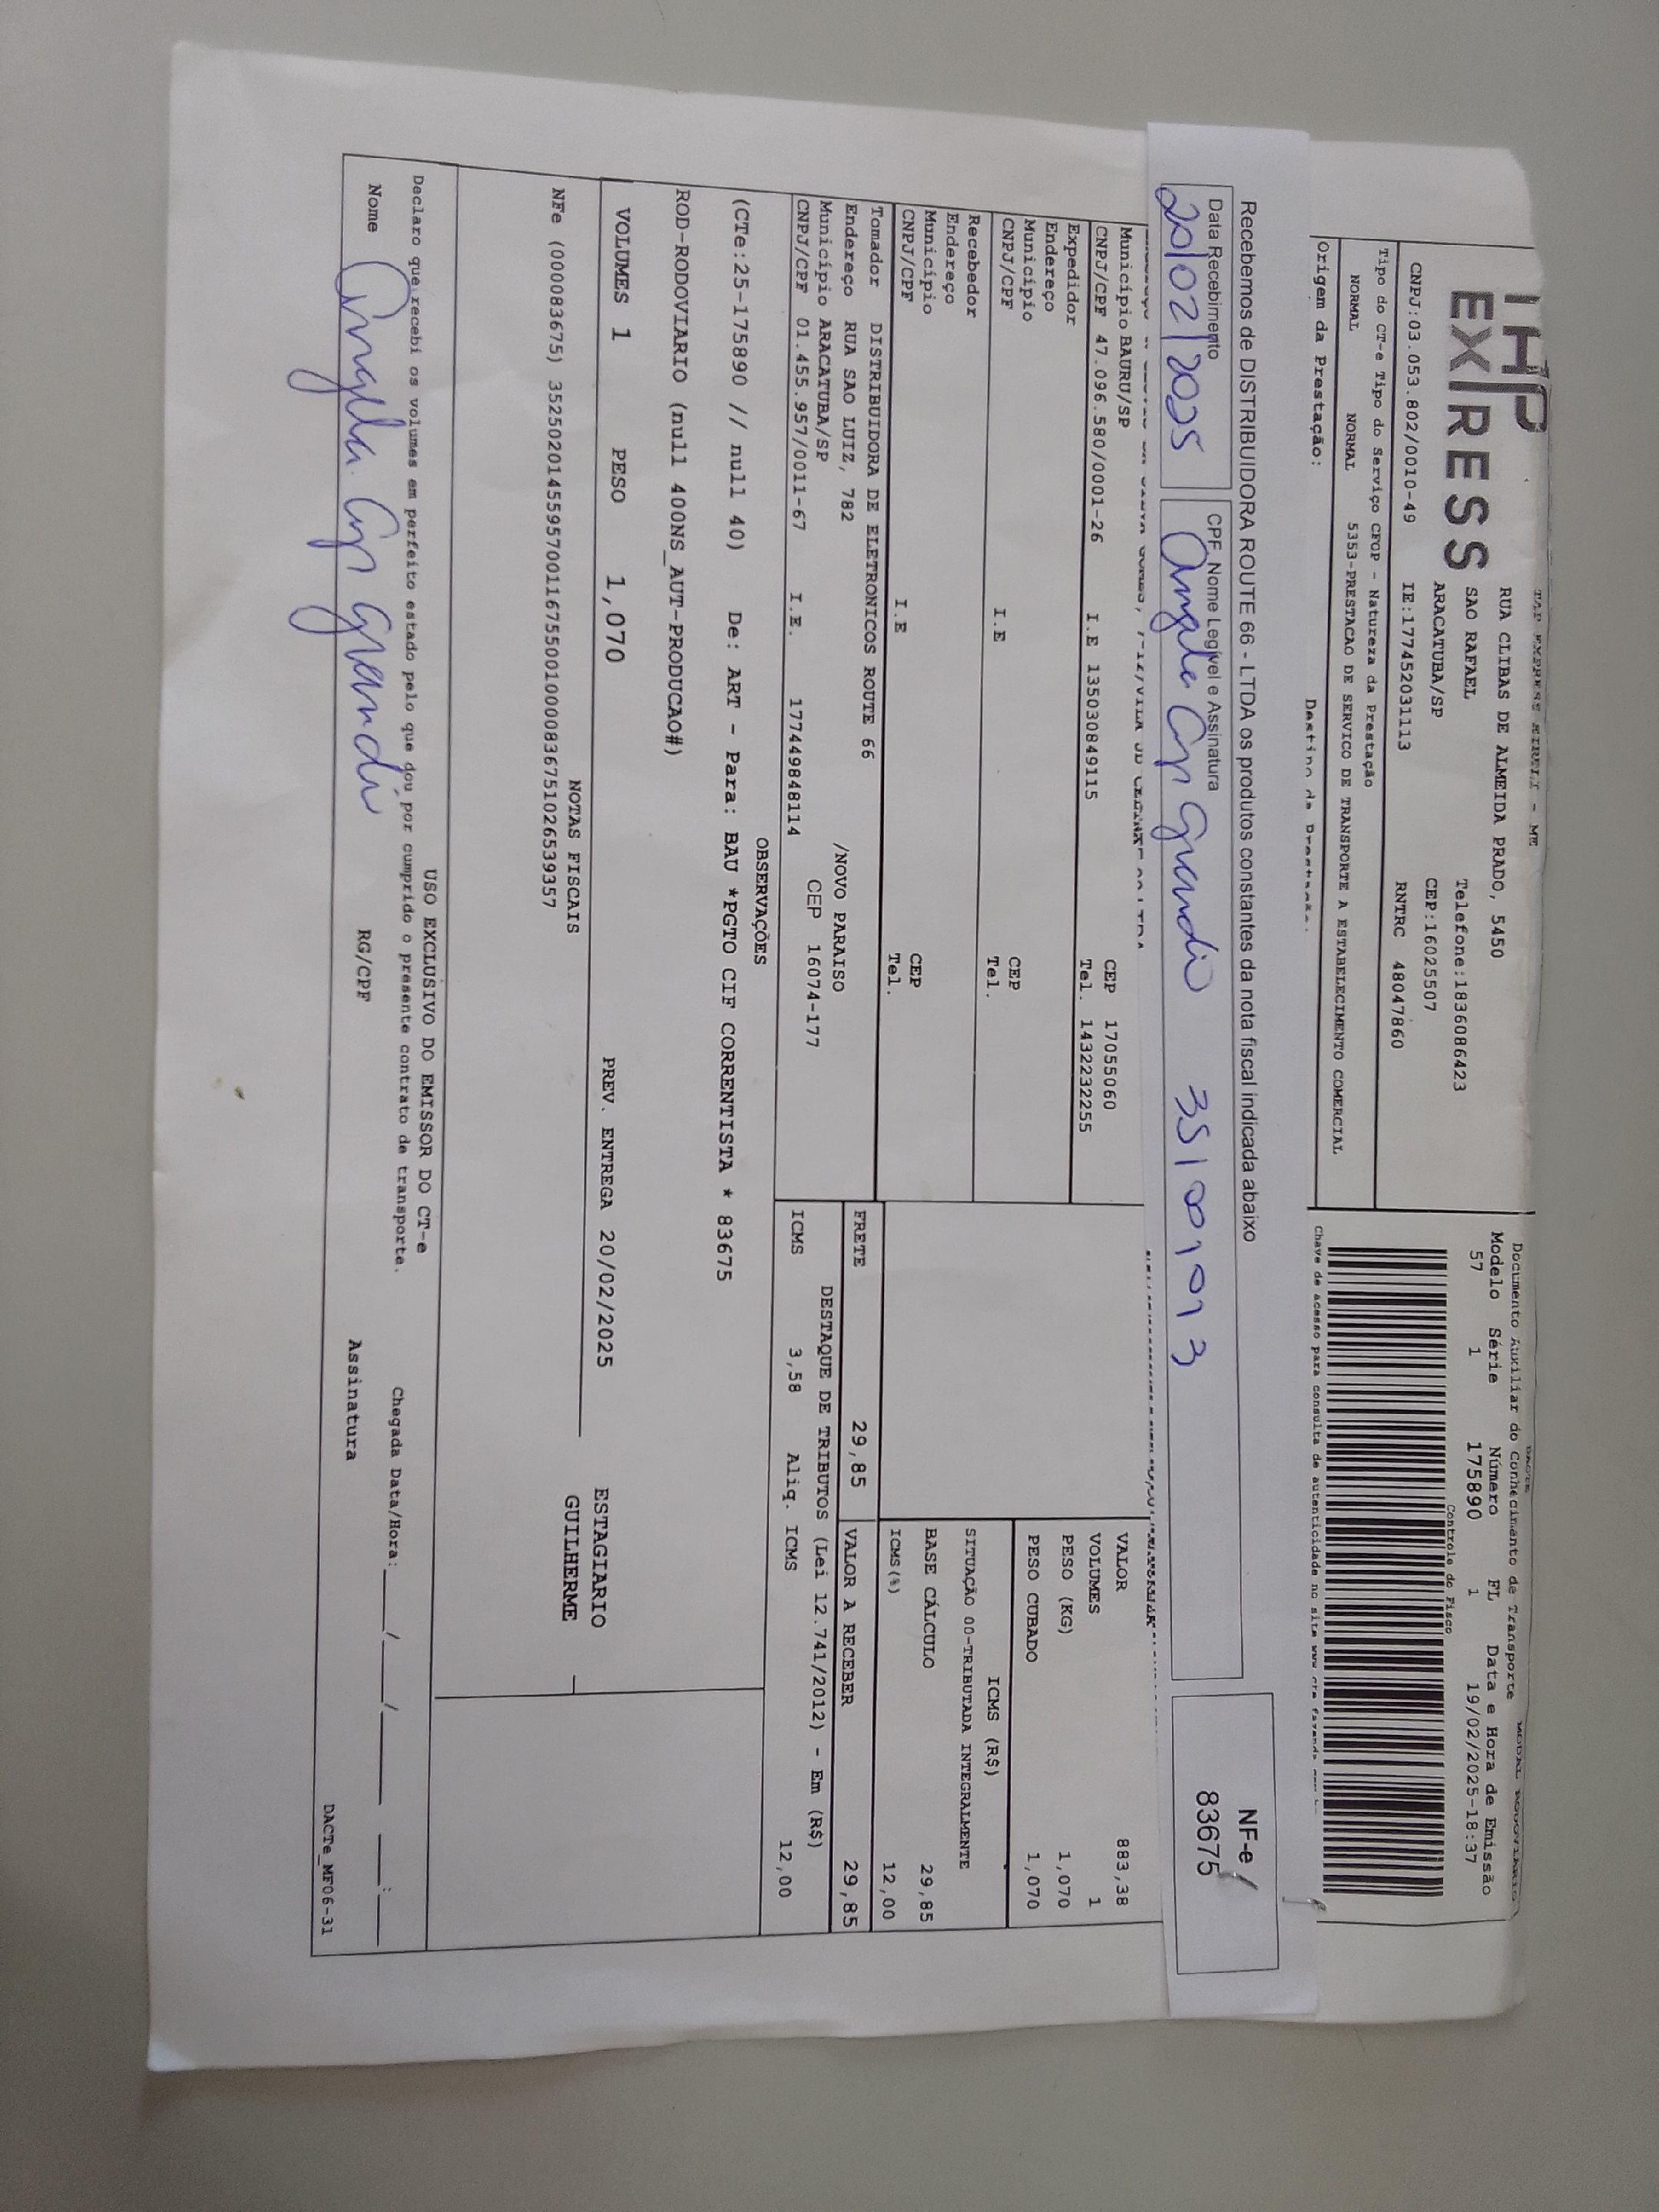 EXPRESS
RUA CLIBAS DE ALMEIDA PRADO, 5450
SAO RAFAEL Telefone:1836086423
ARACATUBA/SP CEP:16025507
CNPJ:03.053.802/0010-49 IE:177452031113 RNTRC 48047860
Tipo do CT-e Tipo do Serviço CFOP - Natureza da Prestação
NORMAL NORMAL 5353-PRESTACAO DE SERVICO DE TRANSPORTE A ESTABELECIMENTO COMERCIAL
Origem da Prestação:
Documento Auxiliar do Conhecimento de Transporte
Modelo Série Número FL Data e Hora de Emissão
57 1 175890 1 19/02/2025-18:37
Controle do Fisco
Chave de acesso para consulta de autenticidade no site
Recebemos de DISTRIBUIDORA ROUTE 66 - LTDA os produtos constantes da nota fiscal indicada abaixo
Data Recebimento CPF, Nome Legível e Assinatura
20/02/2025
NF-e
83675
Município BAURU/SP CEP 17055060
CNPJ/CPF 47.096.580/0001-26 I.E 135030849115 Tel. 1432232255
Expedidor
Endereço
Município CEP
CNPJ/CPF I.E Tel.
Recebedor
Endereço
Município CEP
CNPJ/CPF I.E Tel.
Tomador DISTRIBUIDORA DE ELETRONICOS ROUTE 66
Endereço RUA SAO LUIZ, 782 /NOVO PARAISO
Município ARACATUBA/SP CEP 16074-177
CNPJ/CPF 01.455.957/0011-67 I.E. 177449848114
VALOR 883,38
VOLUMES 1
PESO (KG) 1,070
PESO CUBADO 1,070
ICMS (R$)
SITUAÇÃO 00-TRIBUTADA INTEGRALMENTE
BASE CÁLCULO 29,85
ICMS(%) 12,00
FRETE 29,85 VALOR A RECEBER 29,85
DESTAQUE DE TRIBUTOS (Lei 12.741/2012) - Em (R$)
ICMS 3,58 Aliq. ICMS 12,00
OBSERVAÇÕES
(CTe:25-175890 // null 40) De: ART - Para: BAU *PGTO CIF CORRENTISTA * 83675
ROD-RODOVIARIO (null 400NS_AUT-PRODUCAO#)
VOLUMES 1 PESO 1,070 PREV. ENTREGA 20/02/2025 ESTAGIARIO
GUILHERME
NOTAS FISCAIS
NFe (000083675) 35250201455957001167550010000836751026539357
USO EXCLUSIVO DO EMISSOR DO CT-e
Declaro que recebi os volumes em perfeito estado pelo que dou por cumprido o presente contrato de transporte. Chegada Data/Hora:
Nome RG/CPF Assinatura
DACTe_MF06-31